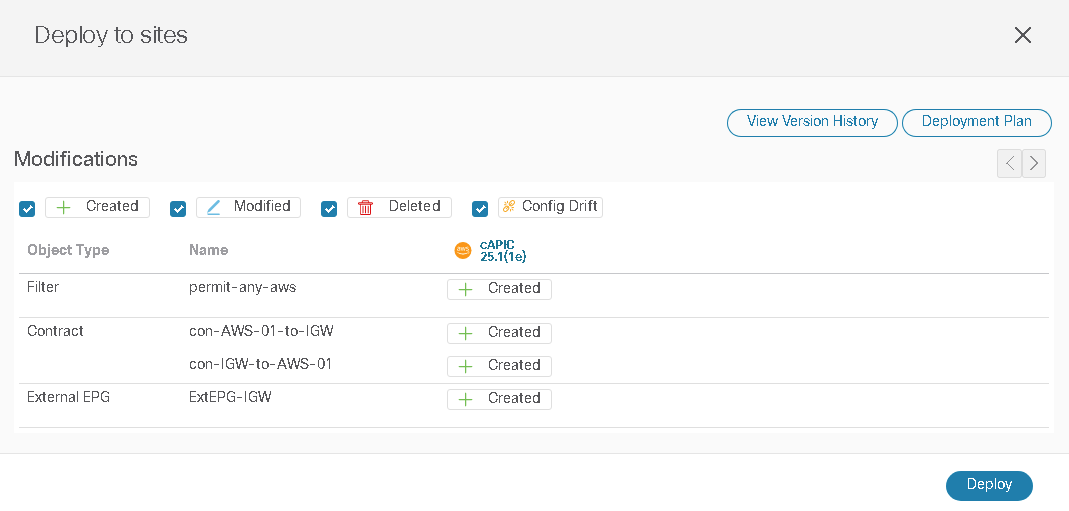 Deploy to sites
View Version History Deployment Plan
Modifications
Created Modified Deleted Config Drift
Object Type Name aws cAPIC
25.1(1e)
Filter permit-any-aws Created
Contract con-AWS-01-to-IGW Created
con-IGW-to-AWS-01 Created
External EPG ExtEPG-IGW Created
Deploy